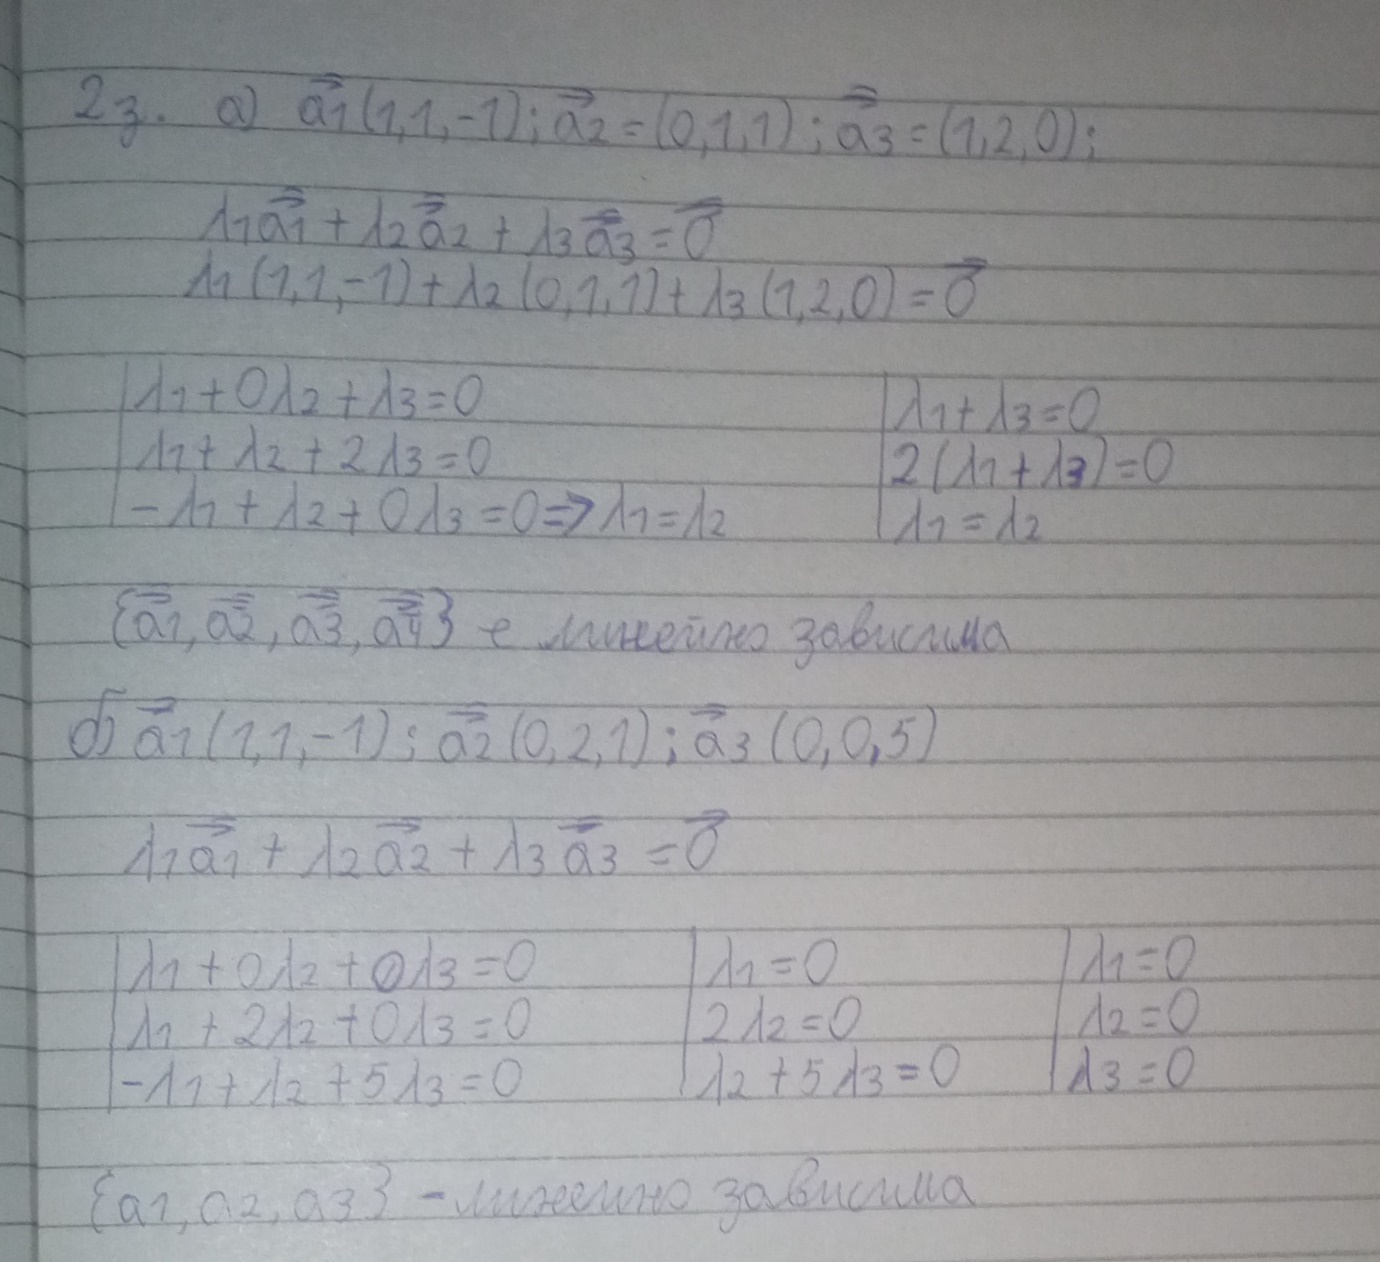 2з. а) a⃗1(1,1,-1); a⃗2=(0,1,1); a⃗3=(1,2,0);
λ1a⃗1+λ2a⃗2+λ3a⃗3=0⃗
λ1(1,1,-1)+λ2(0,1,1)+λ3(1,2,0)=0⃗
λ1+0λ2+λ3=0 λ1+λ3=0
λ1+λ2+2λ3=0 2(λ1+λ3)=0
-λ1+λ2+0λ3=0⇒λ1=λ2 λ1=λ2
{a⃗1,a⃗2,a⃗3,a⃗4} е линейно зависима
б) a⃗1(1,1,-1); a⃗2(0,2,1); a⃗3(0,0,5)
λ1a⃗1+λ2a⃗2+λ3a⃗3=0⃗
λ1+0λ2+0λ3=0 λ1=0 λ1=0
λ1+2λ2+0λ3=0 2λ2=0 λ2=0
-λ1+λ2+5λ3=0 λ2+5λ3=0 λ3=0
{a1,a2,a3} - линеино зависима